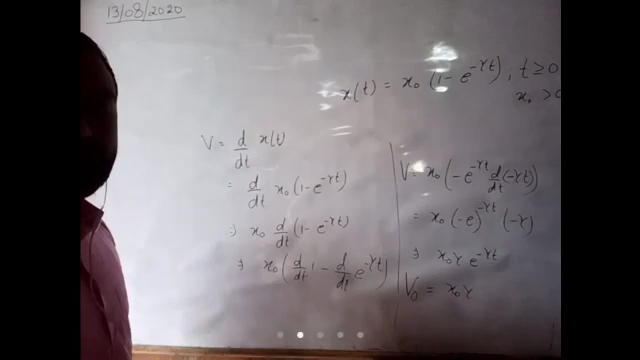 13/08/2020
x(t) = x₀ (1 - e^{-γt}), t ≥ 0
x₀ > 0
V = d/dt x(t)
= d/dt x₀ (1 - e^{-γt})
⇒ x₀ d/dt (1 - e^{-γt})
⇒ x₀ (d/dt 1 - d/dt e^{-γt})
V = x₀ (-e^{-γt} d/dt (-γt))
= x₀ (-e)^{-γt} (-γ)
⇒ x₀γ e^{-γt}
V₀ = x₀γ